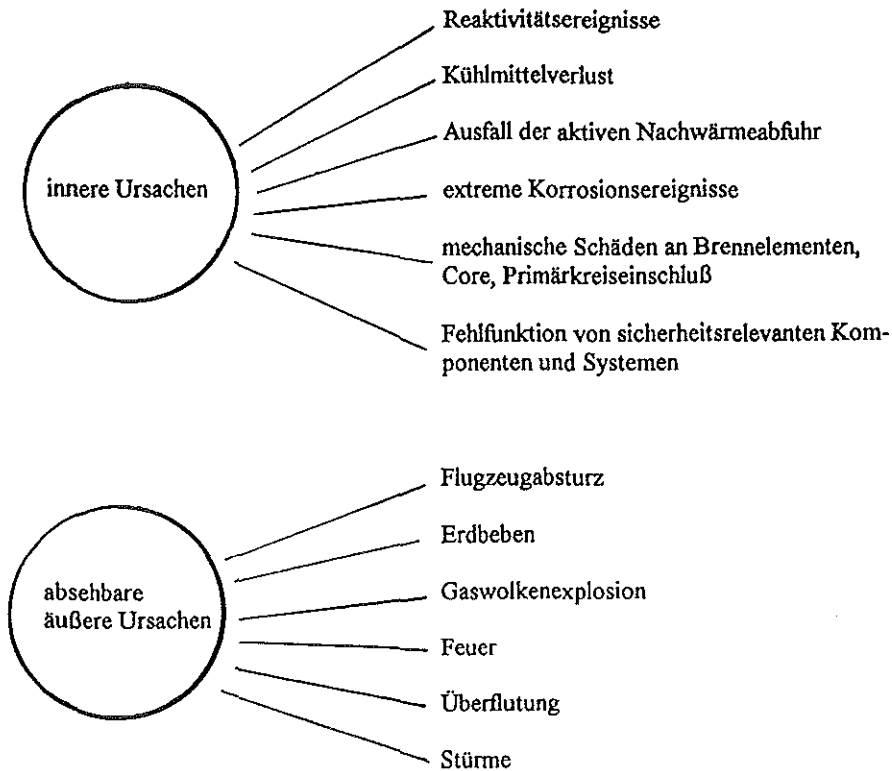 Reaktivitätsereignisse
Kühlmittelverlust
Ausfall der aktiven Nachwärmeabfuhr
innere Ursachen
extreme Korrosionsereignisse
mechanische Schäden an Brennelementen,
Core, Primärkreiseinschluß
Fehlfunktion von sicherheitsrelevanten Kom-
ponenten und Systemen
Flugzeugabsturz
Erdbeben
absehbare
äußere Ursachen
Gaswolkenexplosion
Feuer
Überflutung
Stürme